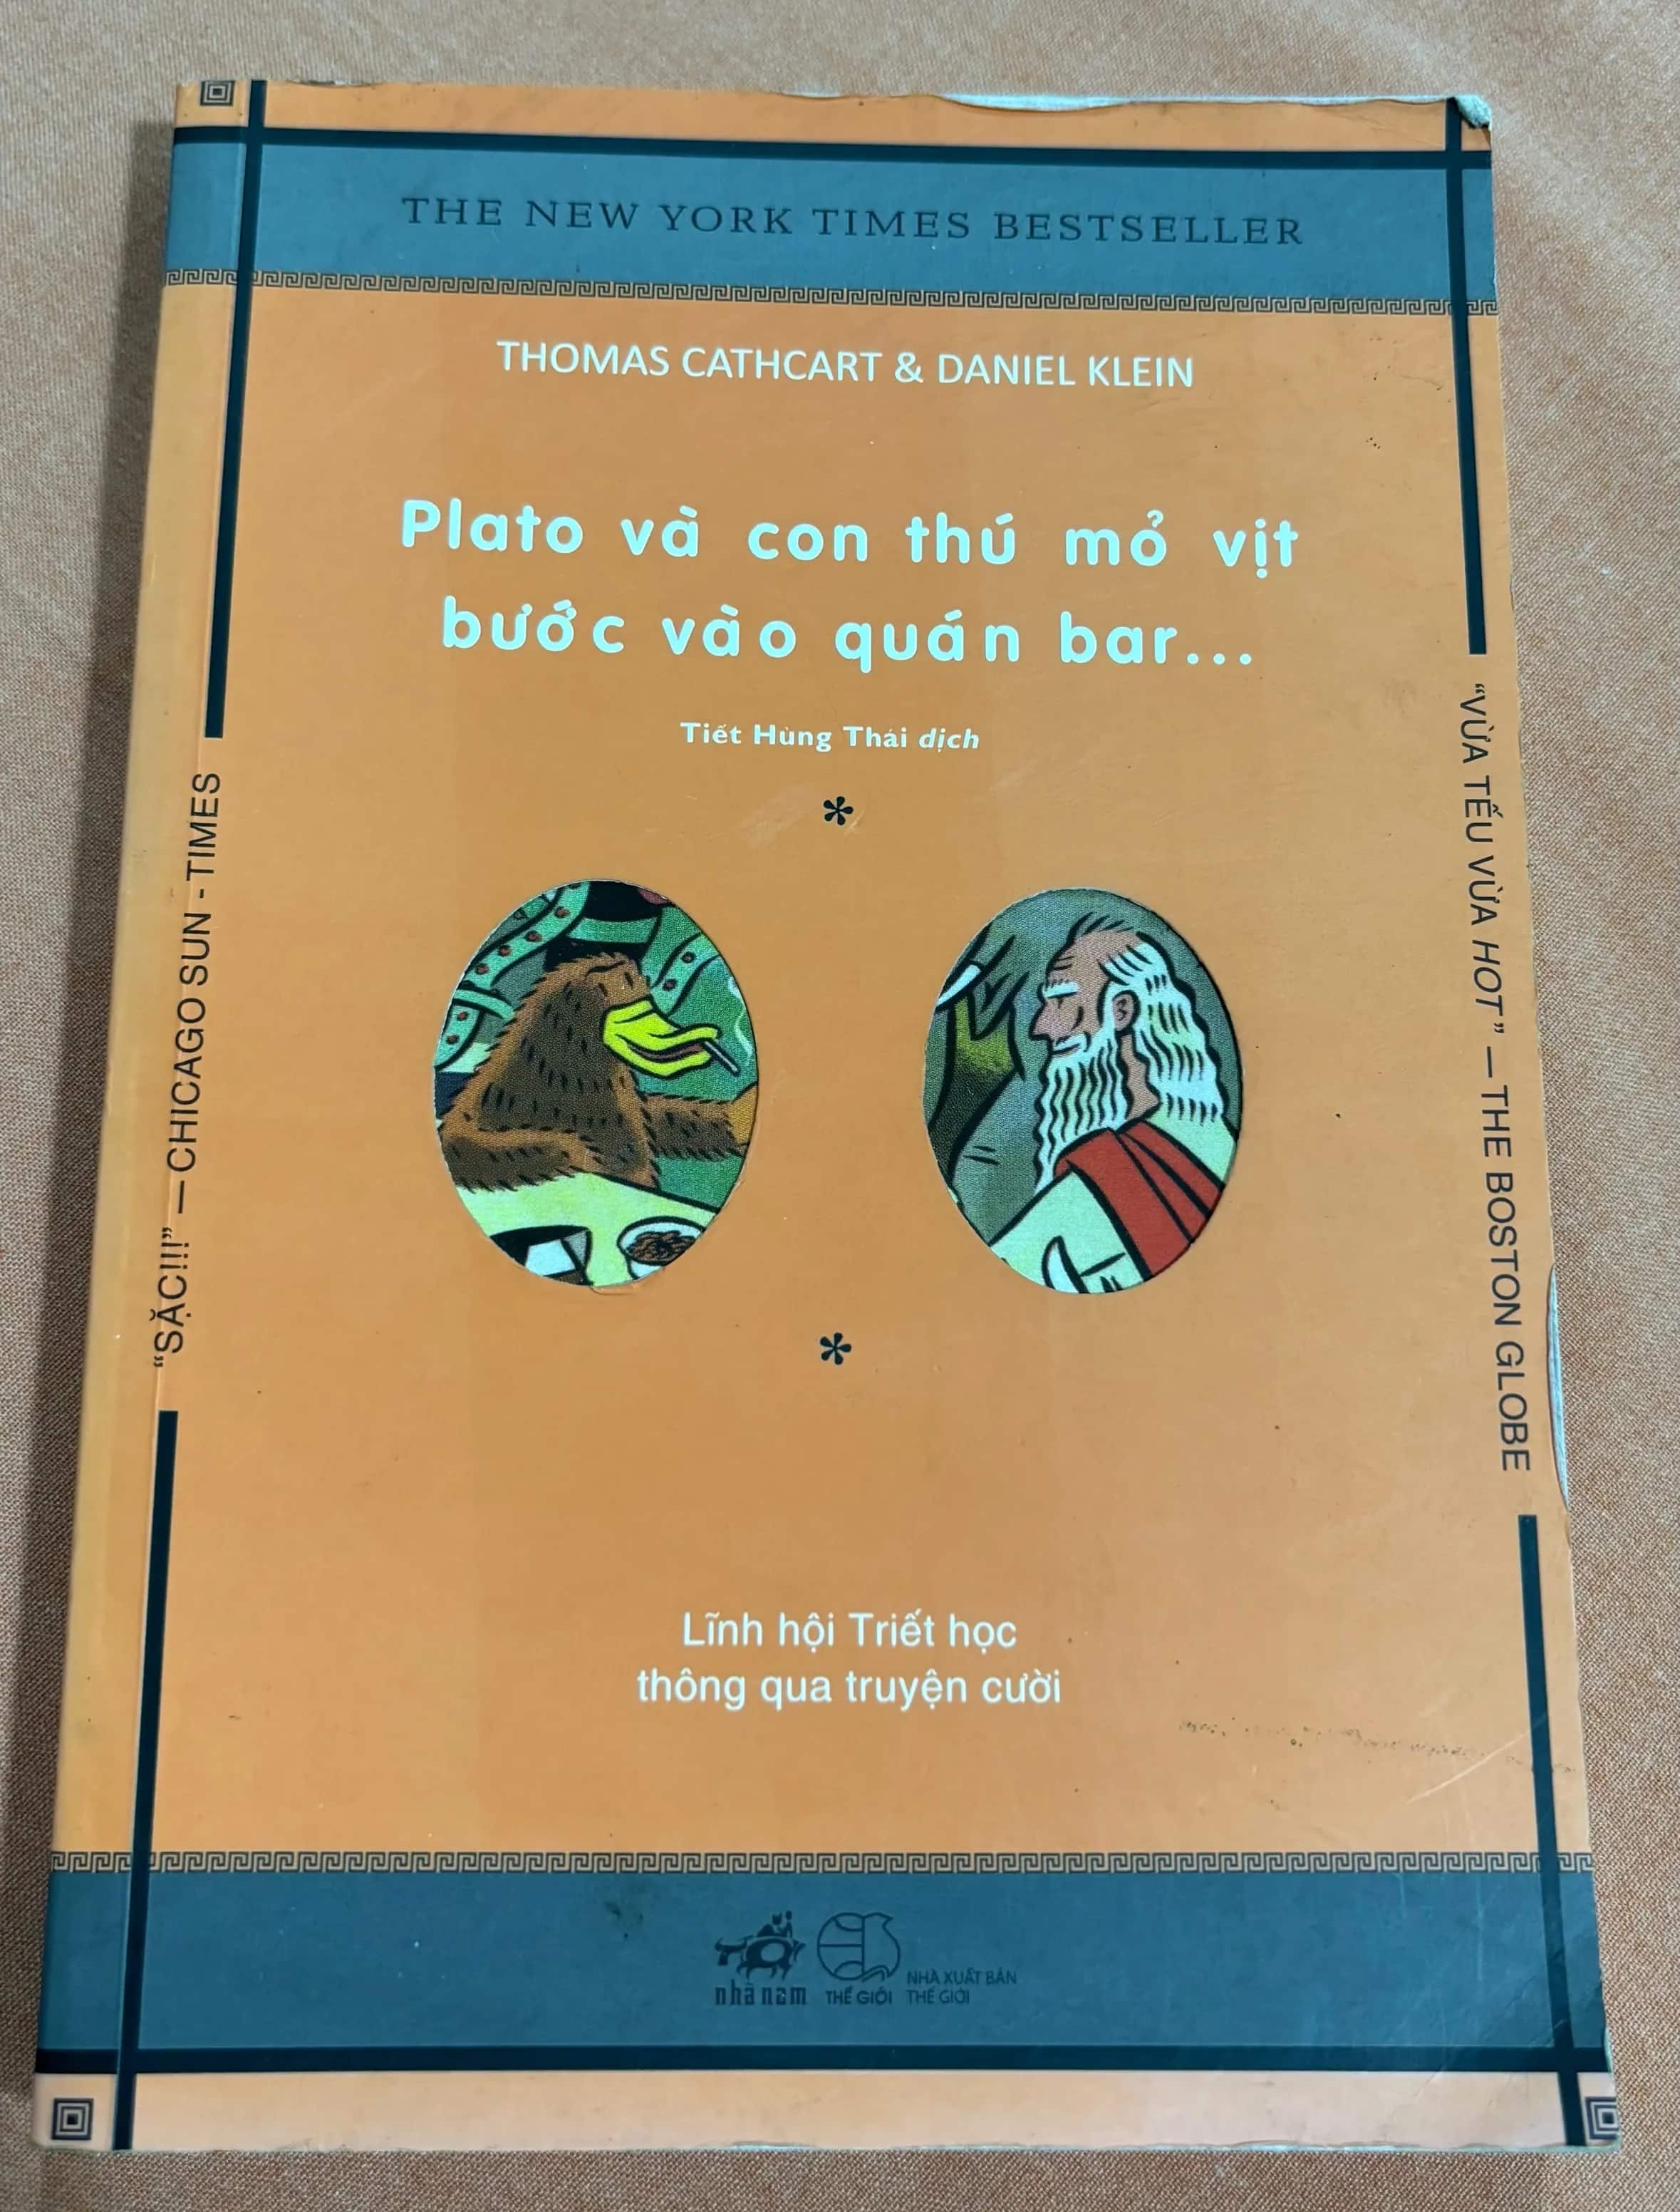 THE NEW YORK TIMES BESTSELLER
THOMAS CATHCART & DANIEL KLEIN
Plato và con thú mỏ vịt
bước vào quán bar...
Tiết Hùng Thái dịch
*
"SẶC!!!" — CHICAGO SUN - TIMES
"VỪA TẾU VỪA HOT" — THE BOSTON GLOBE
*
Lĩnh hội Triết học
thông qua truyện cười
nhã nam
THẾ GIỚI
NHÀ XUẤT BẢN
THẾ GIỚI